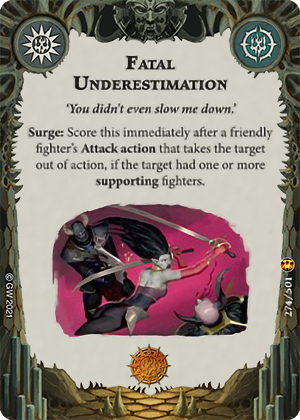 FATAL
UNDERESTIMATION
‘You didn’t even slow me down.’
Surge: Score this immediately after a friendly
fighter’s Attack action that takes the target
out of action, if the target had one or more
supporting fighters.
© GW 2021
274/501